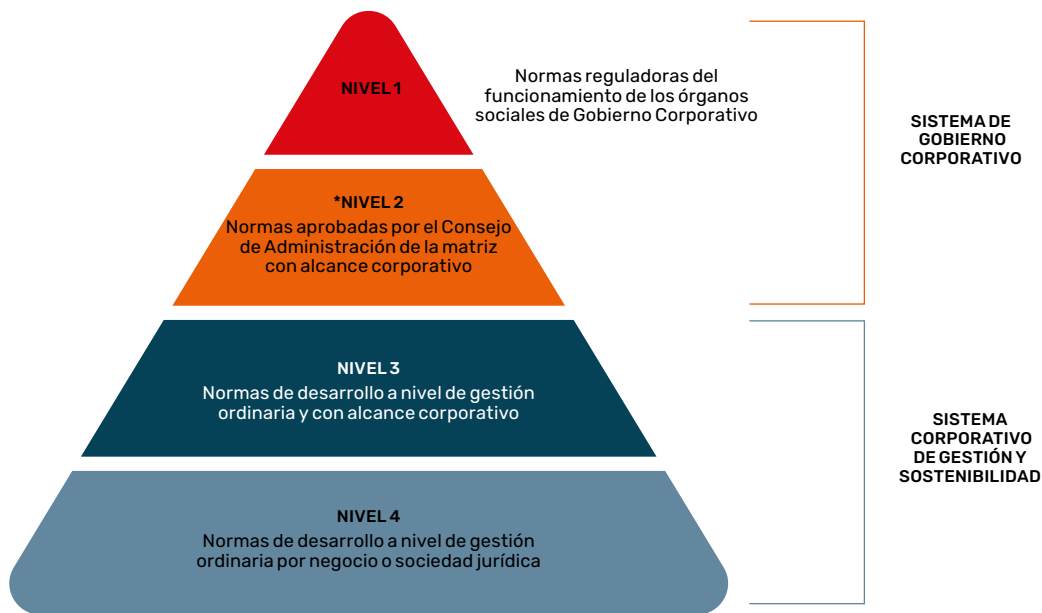 NIVEL 1
Normas reguladoras del
funcionamiento de los órganos
sociales de Gobierno Corporativo
SISTEMA DE
GOBIERNO
CORPORATIVO
*NIVEL 2
Normas aprobadas por el Consejo
de Administración de la matriz
con alcance corporativo
NIVEL 3
Normas de desarrollo a nivel de gestión
ordinaria y con alcance corporativo
SISTEMA
CORPORATIVO
DE GESTIÓN Y
SOSTENIBILIDAD
NIVEL 4
Normas de desarrollo a nivel de gestión
ordinaria por negocio o sociedad jurídica